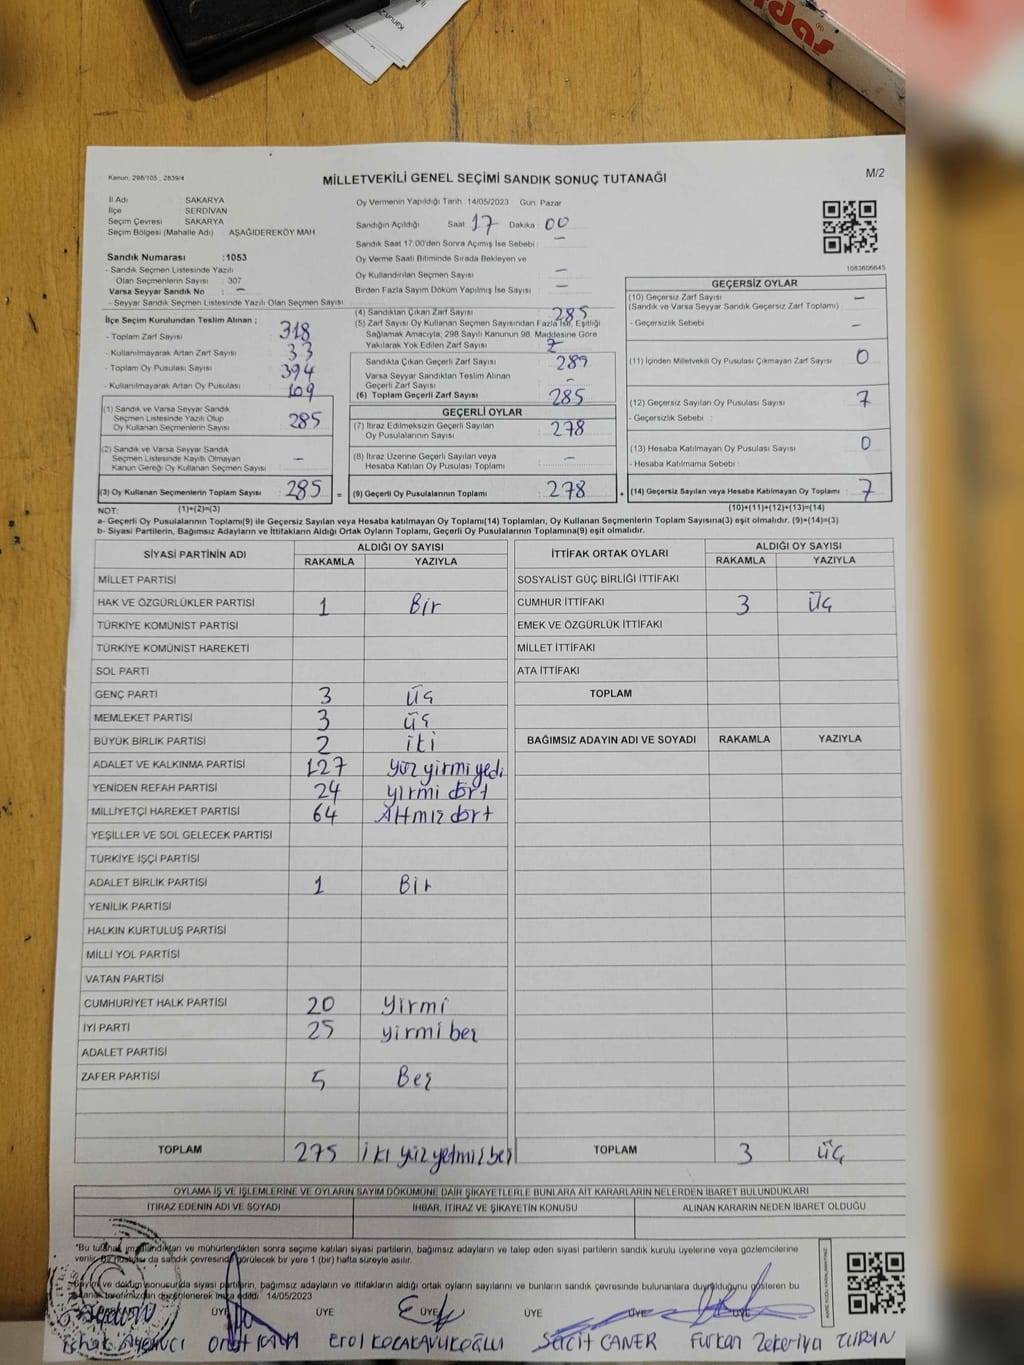 Kanun: 298/105 , 2839/4
MİLLETVEKİLİ GENEL SEÇİMİ SANDIK SONUÇ TUTANAĞI
M/2
İl Adı : SAKARYA
İlçe : SERDİVAN
Seçim Çevresi : SAKARYA
Seçim Bölgesi (Mahalle Adı) : AŞAĞIDEREKÖY MAH
Sandık Numarası : 1053
- Sandık Seçmen Listesinde Yazılı
Olan Seçmenlerin Sayısı : 307
Varsa Seyyar Sandık No : –
- Seyyar Sandık Seçmen Listesinde Yazılı Olan Seçmen Sayısı:
Oy Vermenin Yapıldığı Tarih :14/05/2023 Gün: Pazar
Sandığın Açıldığı Saat : 17 Dakika : 00
Sandık Saat 17:00'den Sonra Açımış İse Sebebi : –
Oy Verme Saati Bitiminde Sırada Bekleyen ve
Oy Kullandırılan Seçmen Sayısı : –
Birden Fazla Sayım Döküm Yapılmış İse Sayısı : –
1083606645
İlçe Seçim Kurulundan Teslim Alınan ;
- Toplam Zarf Sayısı : 318
- Kullanılmayarak Artan Zarf Sayısı : 33
- Toplam Oy Pusulası Sayısı : 394
- Kullanılmayarak Artan Oy Pusulası : 109
(1) Sandık ve Varsa Seyyar Sandık
Seçmen Listesinde Yazılı Olup
Oy Kullanan Seçmenlerin Sayısı : 285
(2) Sandık ve Varsa Seyyar Sandık
Seçmen Listesinde Kayıtlı Olmayan
Kanun Gereği Oy Kullanan Seçmen Sayısı : –
(3) Oy Kullanan Seçmenlerin Toplam Sayısı : 285 =
(1)+(2)=(3)
(4) Sandıktan Çıkan Zarf Sayısı : 285
(5) Zarf Sayısı Oy Kullanan Seçmen Sayısından Fazla İse, Eşitliği
Sağlamak Amacıyla; 298 Sayılı Kanunun 98. Maddesine Göre
Yakılarak Yok Edilen Zarf Sayısı :
Sandıkta Çıkan Geçerli Zarf Sayısı : 289
Varsa Seyyar Sandıktan Teslim Alınan
Geçerli Zarf Sayısı : –
(6) Toplam Geçerli Zarf Sayısı : 285
GEÇERLİ OYLAR
(7) İtiraz Edilmeksizin Geçerli Sayılan
Oy Pusulalarının Sayısı : 278
(8) İtiraz Üzerine Geçerli Sayılan veya
Hesaba Katılan Oy Pusulası Toplamı : –
(9) Geçerli Oy Pusulalarının Toplamı : 278 +
GEÇERSİZ OYLAR
(10) Geçersiz Zarf Sayısı : –
(Sandık ve Varsa Seyyar Sandık Geçersiz Zarf Toplamı)
- Geçersizlik Sebebi : –
(11) İçinden Milletvekili Oy Pusulası Çıkmayan Zarf Sayısı : 0
(12) Geçersiz Sayılan Oy Pusulası Sayısı : 7
- Geçersizlik Sebebi :
(13) Hesaba Katılmayan Oy Pusulası Sayısı : 0
- Hesaba Katılmama Sebebi :
(14) Geçersiz Sayılan veya Hesaba Katılmayan Oy Toplamı : 7
(10)+(11)+(12)+(13)=(14)
NOT:
a- Geçerli Oy Pusulalarının Toplamı(9) ile Geçersiz Sayılan veya Hesaba katılmayan Oy Toplamı(14) Toplamları, Oy Kullanan Seçmenlerin Toplam Sayısına(3) eşit olmalıdır. (9)+(14)=(3)
b- Siyasi Partilerin, Bağımsız Adayların ve İttifakların Aldığı Ortak Oyların Toplamı, Geçerli Oy Pusulalarının Toplamına(9) eşit olmalıdır.
SİYASİ PARTİNİN ADI ALDIĞI OY SAYISI
RAKAMLA YAZIYLA
MİLLET PARTİSİ
HAK VE ÖZGÜRLÜKLER PARTİSİ 1 Bir
TÜRKİYE KOMÜNİST PARTİSİ
TÜRKİYE KOMÜNİST HAREKETİ
SOL PARTİ
GENÇ PARTİ 3 üç
MEMLEKET PARTİSİ 3 üç
BÜYÜK BİRLİK PARTİSİ 2 iki
ADALET VE KALKINMA PARTİSİ 127 yüz yirmi yedi
YENİDEN REFAH PARTİSİ 24 yirmi dört
MİLLİYETÇİ HAREKET PARTİSİ 64 Altmış dört
YEŞİLLER VE SOL GELECEK PARTİSİ
TÜRKİYE İŞÇİ PARTİSİ
ADALET BİRLİK PARTİSİ 1 Bir
YENİLİK PARTİSİ
HALKIN KURTULUŞ PARTİSİ
MİLLİ YOL PARTİSİ
VATAN PARTİSİ
CUMHURİYET HALK PARTİSİ 20 Yirmi
İYİ PARTİ 25 yirmi beş
ADALET PARTİSİ
ZAFER PARTİSİ 5 Beş
TOPLAM 275 iki yüz yetmiş beş
İTTİFAK ORTAK OYLARI ALDIĞI OY SAYISI
RAKAMLA YAZIYLA
SOSYALİST GÜÇ BİRLİĞİ İTTİFAKI
CUMHUR İTTİFAKI 3 Üç
EMEK VE ÖZGÜRLÜK İTTİFAKI
MİLLET İTTİFAKI
ATA İTTİFAKI
TOPLAM
BAĞIMSIZ ADAYIN ADI VE SOYADI RAKAMLA YAZIYLA
TOPLAM 3 üç
OYLAMA İŞ VE İŞLEMLERİNE VE OYLARIN SAYIM DÖKÜMÜNE DAİR ŞİKAYETLERLE BUNLARA AİT KARARLARIN NELERDEN İBARET BULUNDUKLARI
İTİRAZ EDENİN ADI VE SOYADI İHBAR, İTİRAZ VE ŞİKAYETİN KONUSU ALINAN KARARIN NEDEN İBARET OLDUĞU
"Bu tutanak imzalandıktan ve mühürlendikten sonra seçime katılan siyasi partilerin, bağımsız adayların ve talep eden siyasi partilerin sandık kurulu üyelerine veya gözlemcilerine
da sandık çevresinde görülecek bir yere 1 (bir) hafta süreyle asılır.
Sayım ve döküm sonucunda siyasi partilerin, bağımsız adayların ve ittifakların aldığı ortak oyların sayılarını ve bunların sandık çevresinde bulunanlara duyrulduğunu gösteren bu
tutanak tarafımızdan düzenlenerek imza edildi. 14/05/2023
ÜYE ÜYE ÜYE ÜYE ÜYE ÜYE
Erol KOCAKAVUKOĞLU Sacit CANER Furkan Zekeriya